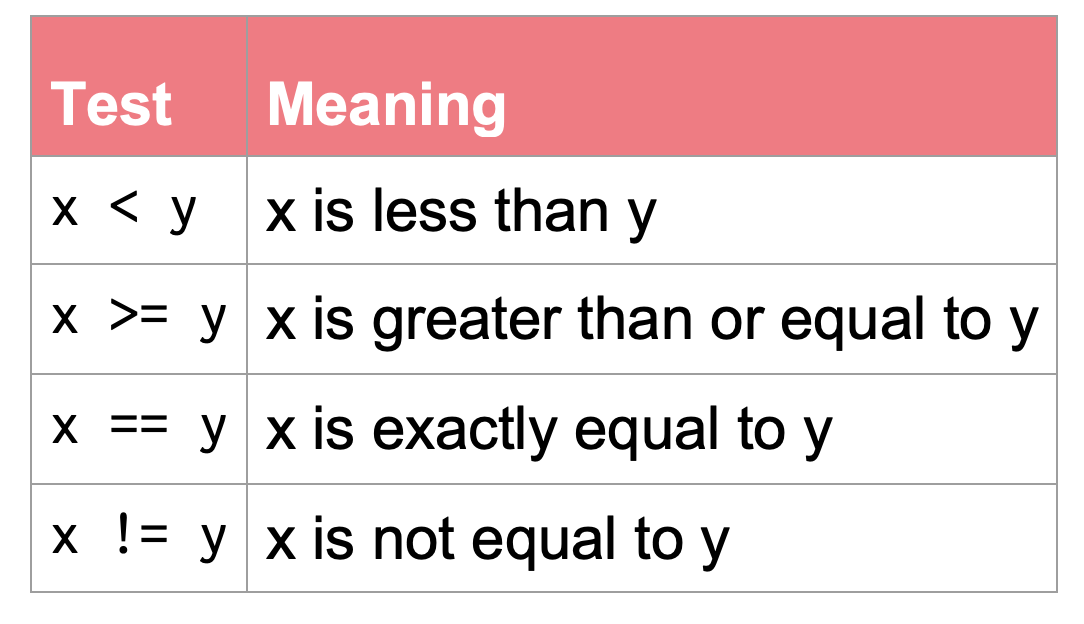 Test Meaning
x < y x is less than y
x >= y x is greater than or equal to y
x == y x is exactly equal to y
x != y x is not equal to y